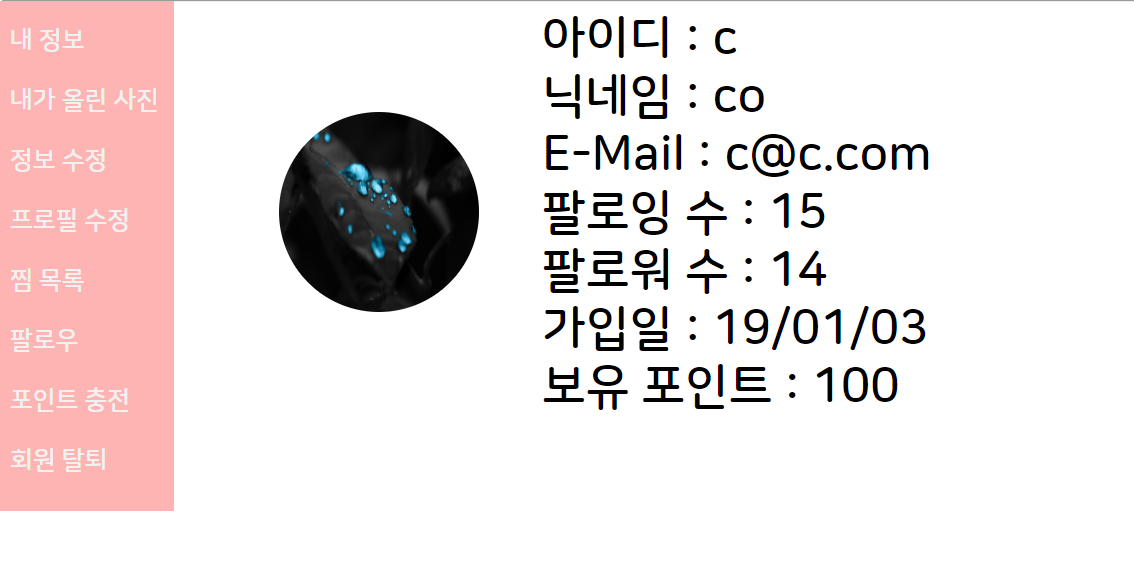 내 정보
내가 올린 사진
정보 수정
프로필 수정
찜 목록
팔로우
포인트 충전
회원 탈퇴
아이디 : c
닉네임 : co
E-Mail : c@c.com
팔로잉 수 : 15
팔로워 수 : 14
가입일 : 19/01/03
보유 포인트 : 100